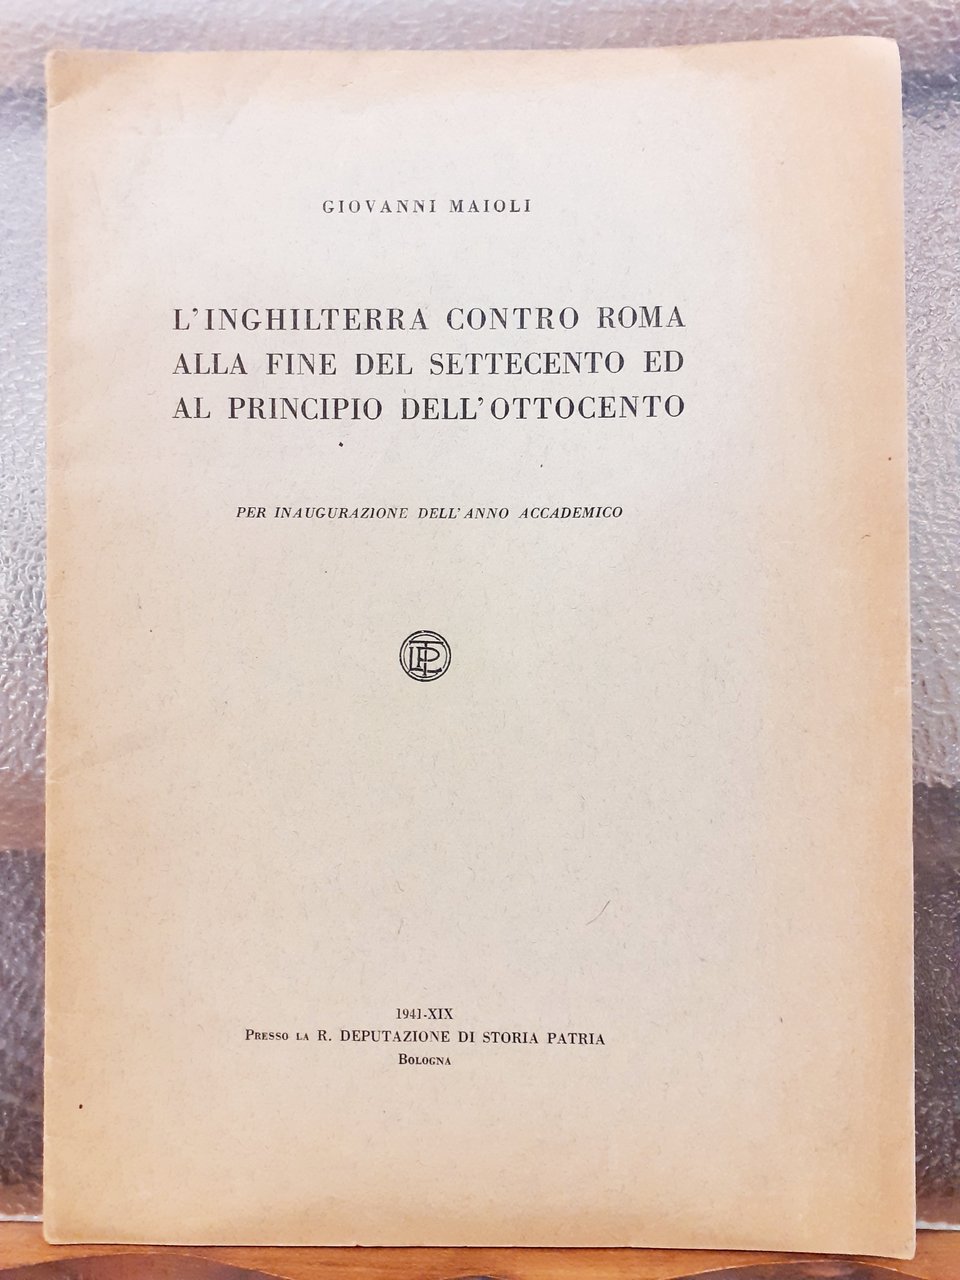 GIOVANNI MAIOLI
L'INGHILTERRA CONTRO ROMA
ALLA FINE DEL SETTECENTO ED
AL PRINCIPIO DELL'OTTOCENTO
PER INAUGURAZIONE DELL'ANNO ACCADEMICO
1941-XIX
PRESSO LA R. DEPUTAZIONE DI STORIA PATRIA
BOLOGNA